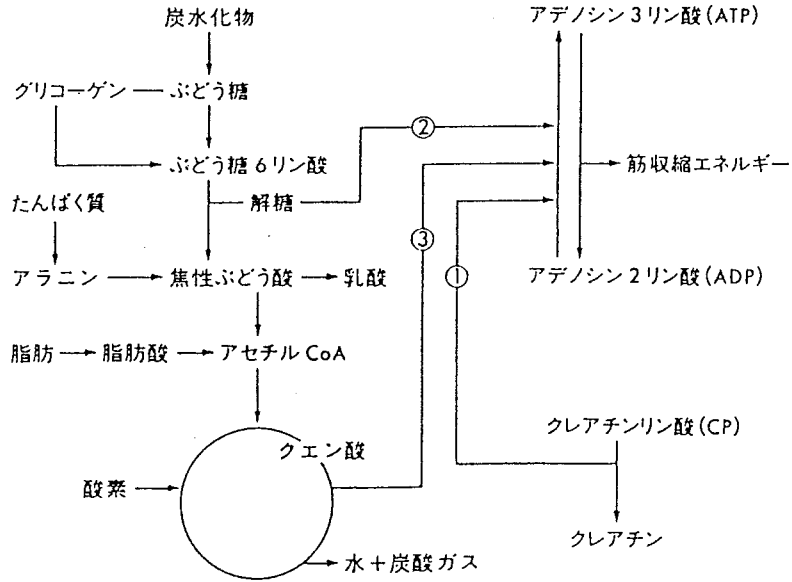 炭水化物
アデノシン3リン酸(ATP)
グリコーゲン
ぶどう糖
②
ぶどう糖6リン酸
筋収縮エネルギー
たんぱく質
解糖
③
①
アラニン
焦性ぶどう酸
乳酸
アデノシン2リン酸(ADP)
脂肪
脂肪酸
アセチルCoA
クレアチンリン酸(CP)
クエン酸
酸素
クレアチン
水+炭酸ガス